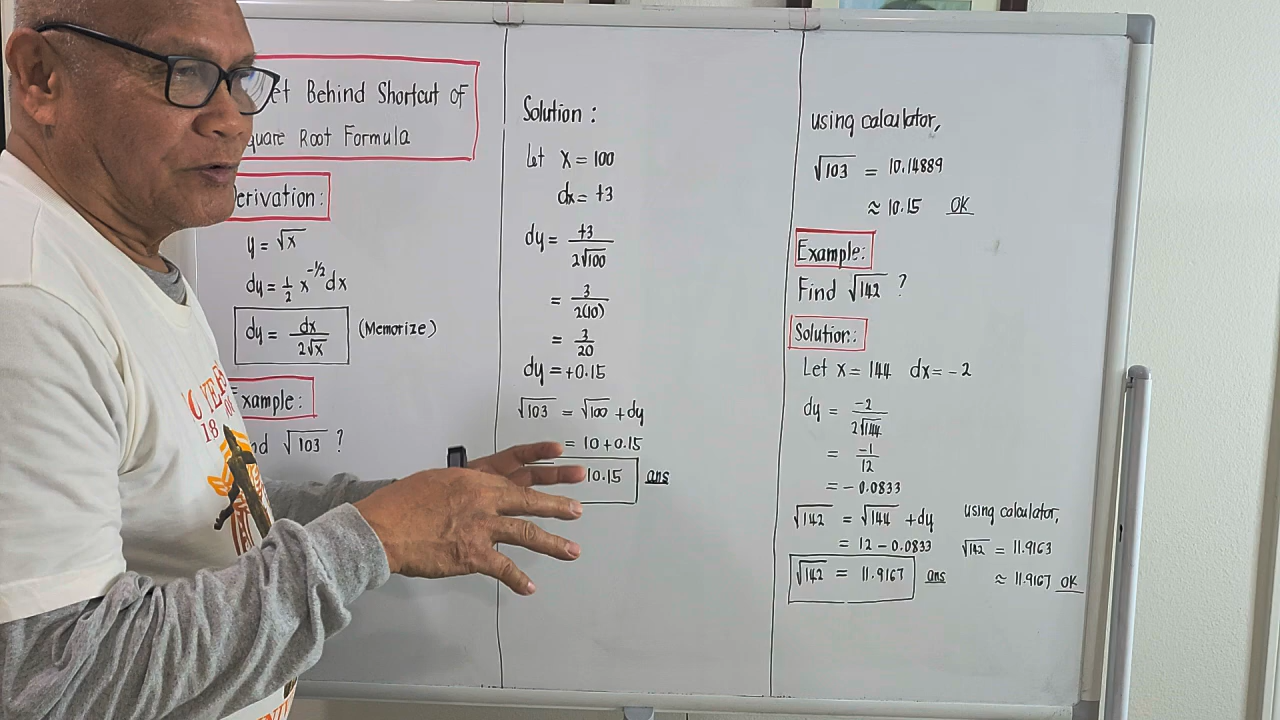 et Behind Shortcut of
quare Root Formula
erivation:
y = √x
dy = 1/2 x^-1/2 dx
dy = dx/2√x (Memorize)
Example:
nd √103 ?
Solution :
Let x = 100
dx = +3
dy = +3/2√100
= 3/2(10)
= 3/20
dy = +0.15
√103 = √100 + dy
= 10 + 0.15
10.15 ans
using calculator,
√103 = 10.14889
≈ 10.15 OK
Example:
Find √142 ?
Solution:
Let x = 144 dx = -2
dy = -2/2√144
= -1/12
= -0.0833
√142 = √144 + dy
= 12 - 0.0833
√142 = 11.9167 ans
using calculator,
√142 = 11.9163
≈ 11.9167 OK